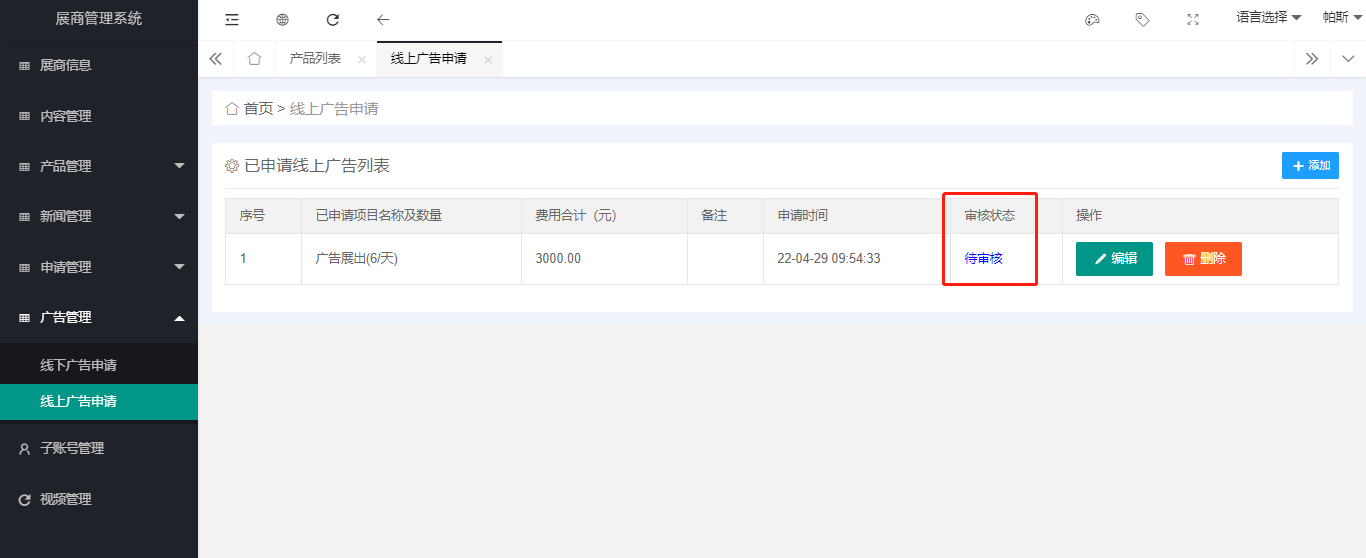 展商管理系统
语言选择
帕斯
展商信息
内容管理
产品管理
新闻管理
申请管理
广告管理
线下广告申请
线上广告申请
子账号管理
视频管理
产品列表
线上广告申请
首页 > 线上广告申请
已申请线上广告列表
添加
序号 已申请项目名称及数量 费用合计（元） 备注 申请时间 审核状态 操作
1 广告展出(6/天) 3000.00 22-04-29 09:54:33 待审核 编辑 删除